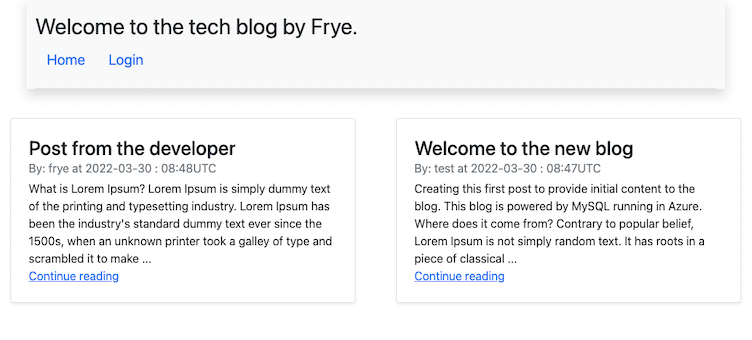 Welcome to the tech blog by Frye.
Home Login
Post from the developer
By: frye at 2022-03-30 : 08:48UTC
What is Lorem Ipsum? Lorem Ipsum is simply dummy text
of the printing and typesetting industry. Lorem Ipsum has
been the industry's standard dummy text ever since the
1500s, when an unknown printer took a galley of type and
scrambled it to make ...
Continue reading
Welcome to the new blog
By: test at 2022-03-30 : 08:47UTC
Creating this first post to provide initial content to the
blog. This blog is powered by MySQL running in Azure.
Where does it come from? Contrary to popular belief,
Lorem Ipsum is not simply random text. It has roots in a
piece of classical ...
Continue reading